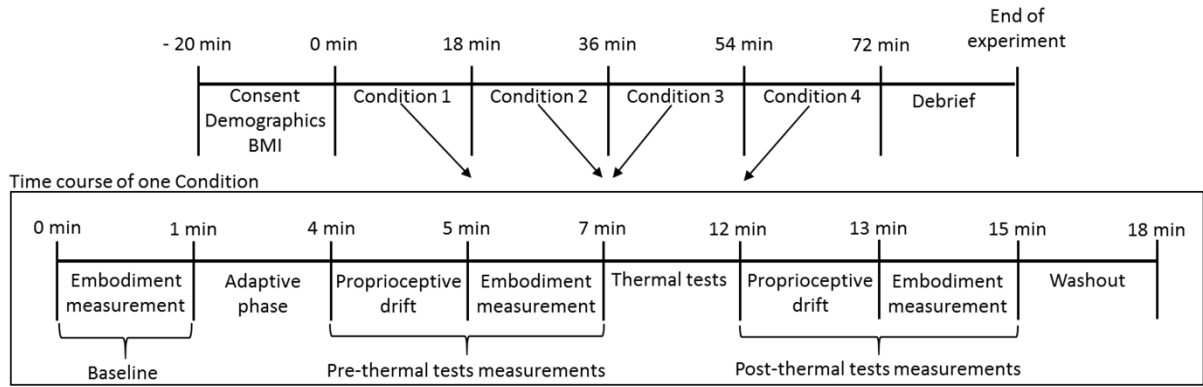 End of
experiment
- 20 min 0 min 18 min 36 min 54 min 72 min
Consent
Demographics
BMI
Condition 1 Condition 2 Condition 3 Condition 4 Debrief
Time course of one Condition
0 min 1 min 4 min 5 min 7 min 12 min 13 min 15 min 18 min
Embodiment
measurement
Adaptive
phase
Proprioceptive
drift
Embodiment
measurement
Thermal tests
Proprioceptive
drift
Embodiment
measurement
Washout
Baseline Pre-thermal tests measurements Post-thermal tests measurements